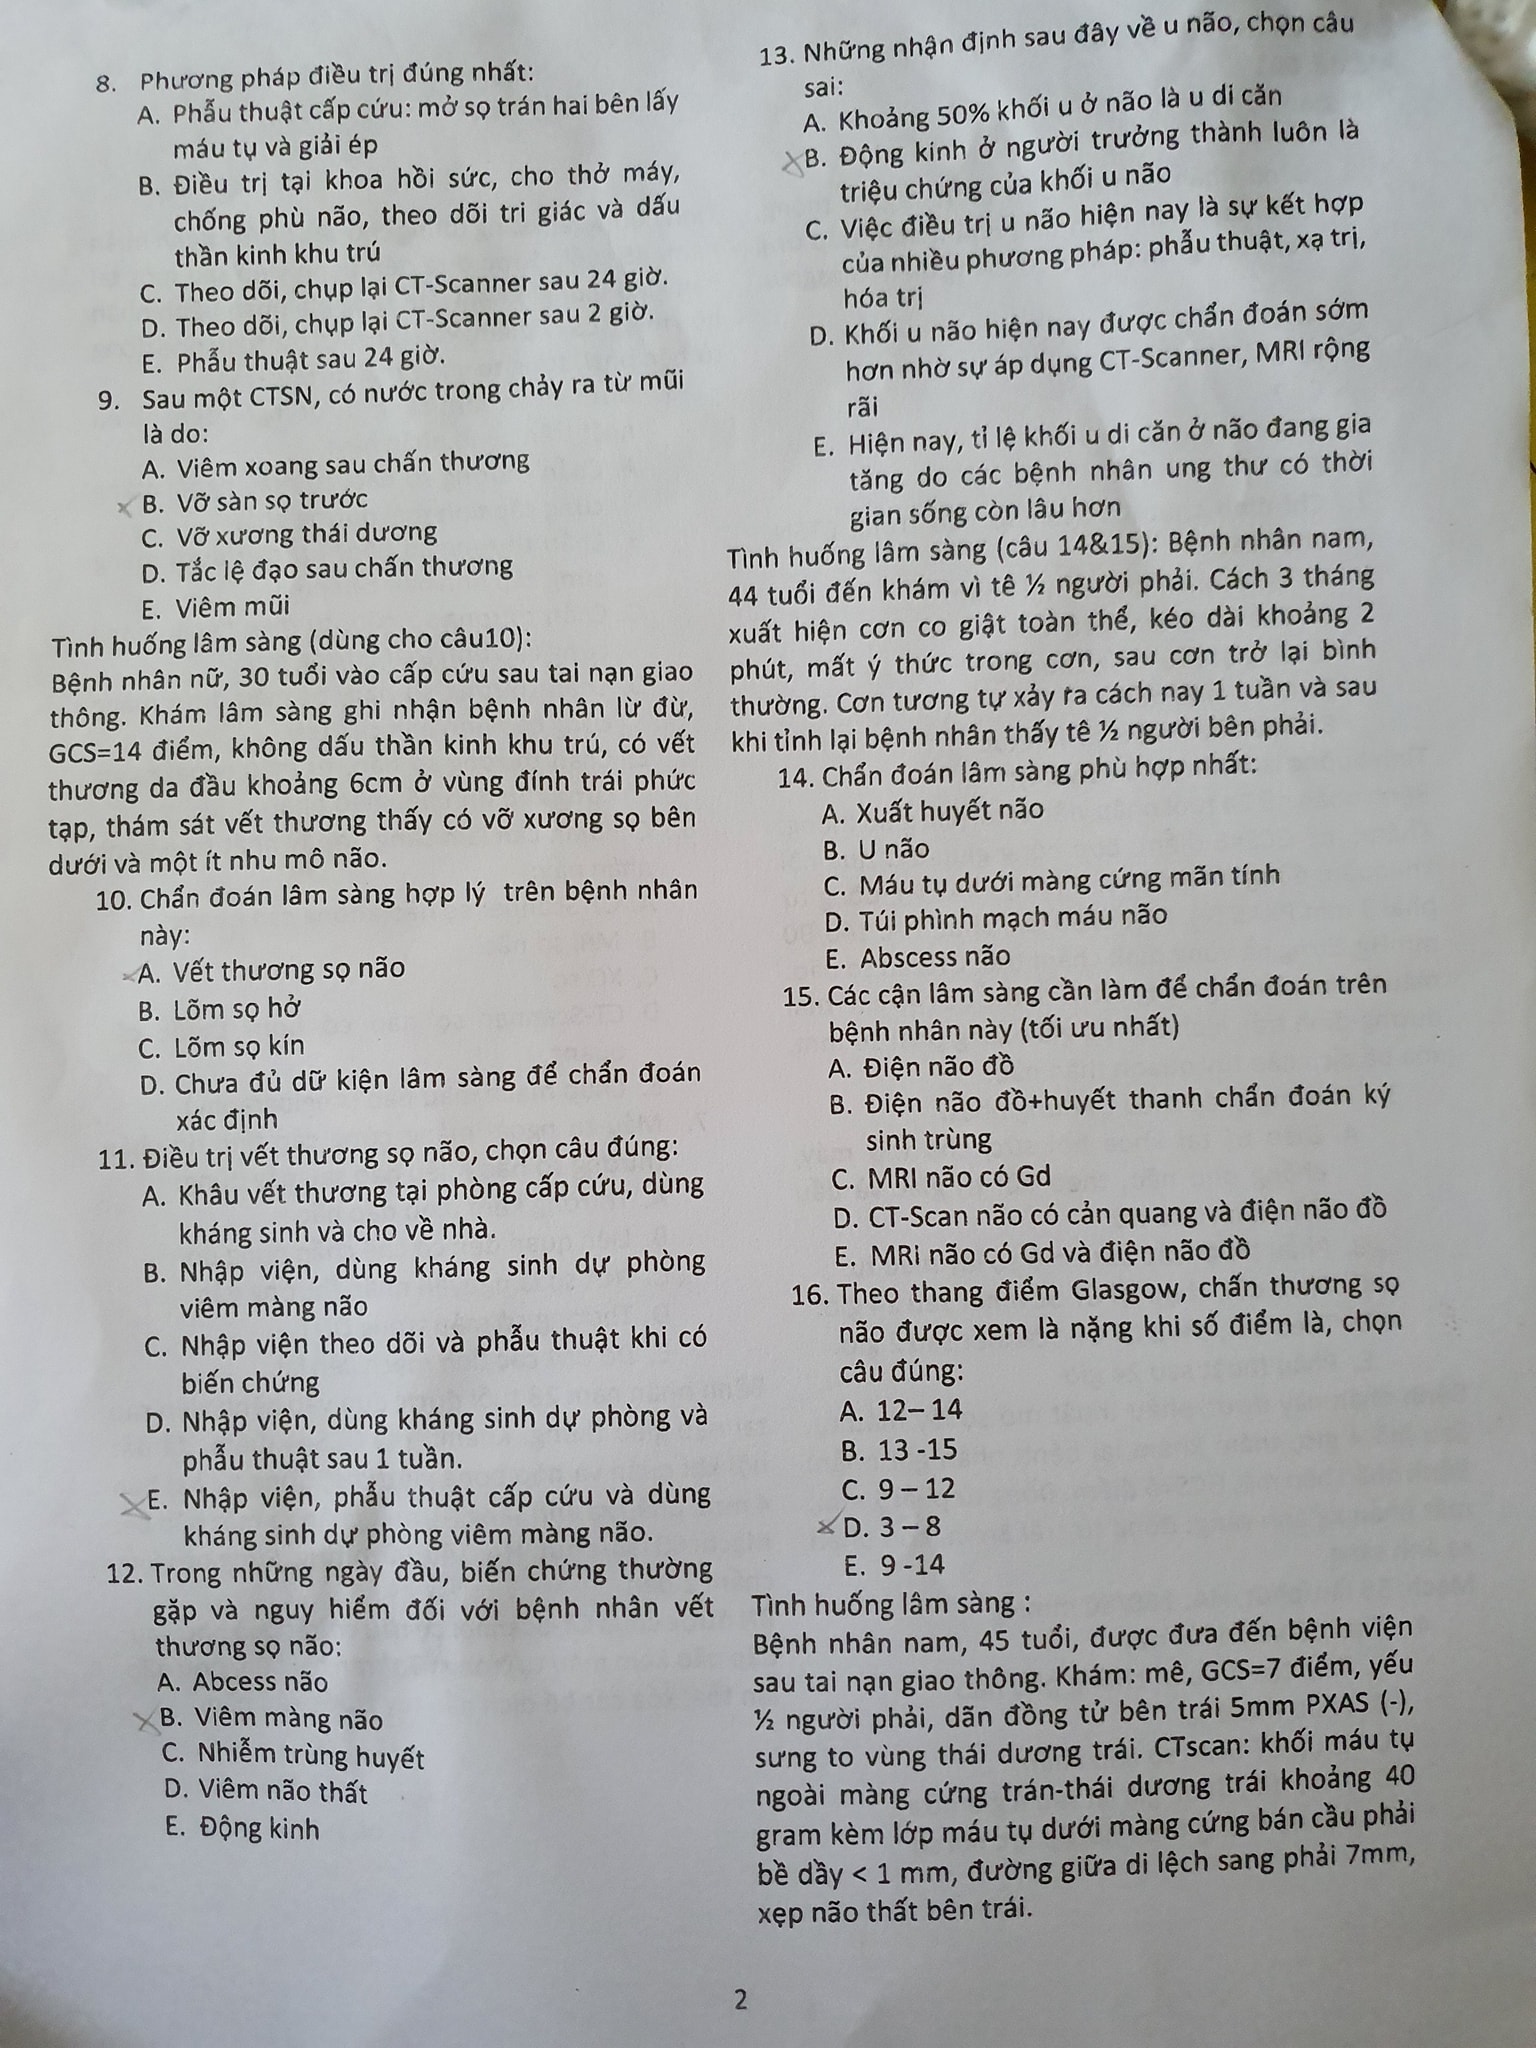 8. Phương pháp điều trị đúng nhất:
A. Phẫu thuật cấp cứu: mở sọ trán hai bên lấy
máu tụ và giải ép
B. Điều trị tại khoa hồi sức, cho thở máy,
chống phù não, theo dõi tri giác và dấu
thần kinh khu trú
C. Theo dõi, chụp lại CT-Scanner sau 24 giờ.
D. Theo dõi, chụp lại CT-Scanner sau 2 giờ.
E. Phẫu thuật sau 24 giờ.
9. Sau một CTSN, có nước trong chảy ra từ mũi
là do:
A. Viêm xoang sau chấn thương
B. Vỡ sàn sọ trước
C. Vỡ xương thái dương
D. Tắc lệ đạo sau chấn thương
E. Viêm mũi
Tình huống lâm sàng (dùng cho câu10):
Bệnh nhân nữ, 30 tuổi vào cấp cứu sau tai nạn giao
thông. Khám lâm sàng ghi nhận bệnh nhân lừ đừ,
GCS=14 điểm, không dấu thần kinh khu trú, có vết
thương da đầu khoảng 6cm ở vùng đính trái phức
tạp, thám sát vết thương thấy có vỡ xương sọ bên
dưới và một ít nhu mô não.
10. Chẩn đoán lâm sàng hợp lý trên bệnh nhân
này:
A. Vết thương sọ não
B. Lõm sọ hở
C. Lõm sọ kín
D. Chưa đủ dữ kiện lâm sàng để chẩn đoán
xác định
11. Điều trị vết thương sọ não, chọn câu đúng:
A. Khâu vết thương tại phòng cấp cứu, dùng
kháng sinh và cho về nhà.
B. Nhập viện, dùng kháng sinh dự phòng
viêm màng não
C. Nhập viện theo dõi và phẫu thuật khi có
biến chứng
D. Nhập viện, dùng kháng sinh dự phòng và
phẫu thuật sau 1 tuần.
E. Nhập viện, phẫu thuật cấp cứu và dùng
kháng sinh dự phòng viêm màng não.
12. Trong những ngày đầu, biến chứng thường
gặp và nguy hiểm đối với bệnh nhân vết
thương sọ não:
A. Abcess não
B. Viêm màng não
C. Nhiễm trùng huyết
D. Viêm não thất
E. Động kinh
13. Những nhận định sau đây về u não, chọn câu
sai:
A. Khoảng 50% khối u ở não là u di căn
B. Động kinh ở người trưởng thành luôn là
triệu chứng của khối u não
C. Việc điều trị u não hiện nay là sự kết hợp
của nhiều phương pháp: phẫu thuật, xạ trị,
hóa trị
D. Khối u não hiện nay được chẩn đoán sớm
hơn nhờ sự áp dụng CT-Scanner, MRI rộng
rãi
E. Hiện nay, tỉ lệ khối u di căn ở não đang gia
tăng do các bệnh nhân ung thư có thời
gian sống còn lâu hơn
Tình huống lâm sàng (câu 14&15): Bệnh nhân nam,
44 tuổi đến khám vì tê ½ người phải. Cách 3 tháng
xuất hiện cơn co giật toàn thể, kéo dài khoảng 2
phút, mất ý thức trong cơn, sau cơn trở lại bình
thường. Cơn tương tự xảy ra cách nay 1 tuần và sau
khi tỉnh lại bệnh nhân thấy tê ½ người bên phải.
14. Chẩn đoán lâm sàng phù hợp nhất:
A. Xuất huyết não
B. U não
C. Máu tụ dưới màng cứng mãn tính
D. Túi phình mạch máu não
E. Abscess não
15. Các cận lâm sàng cần làm để chẩn đoán trên
bệnh nhân này (tối ưu nhất)
A. Điện não đồ
B. Điện não đồ+huyết thanh chẩn đoán ký
sinh trùng
C. MRI não có Gd
D. CT-Scan não có cản quang và điện não đồ
E. MRi não có Gd và điện não đồ
16. Theo thang điểm Glasgow, chấn thương sọ
não được xem là nặng khi số điểm là, chọn
câu đúng:
A. 12– 14
B. 13 -15
C. 9 – 12
D. 3 – 8
E. 9 -14
Tình huống lâm sàng :
Bệnh nhân nam, 45 tuổi, được đưa đến bệnh viện
sau tai nạn giao thông. Khám: mê, GCS=7 điểm, yếu
½ người phải, dãn đồng tử bên trái 5mm PXAS (-),
sưng to vùng thái dương trái. CTscan: khối máu tụ
ngoài màng cứng trán-thái dương trái khoảng 40
gram kèm lớp máu tụ dưới màng cứng bán cầu phải
bề dầy < 1 mm, đường giữa di lệch sang phải 7mm,
xẹp não thất bên trái.
2